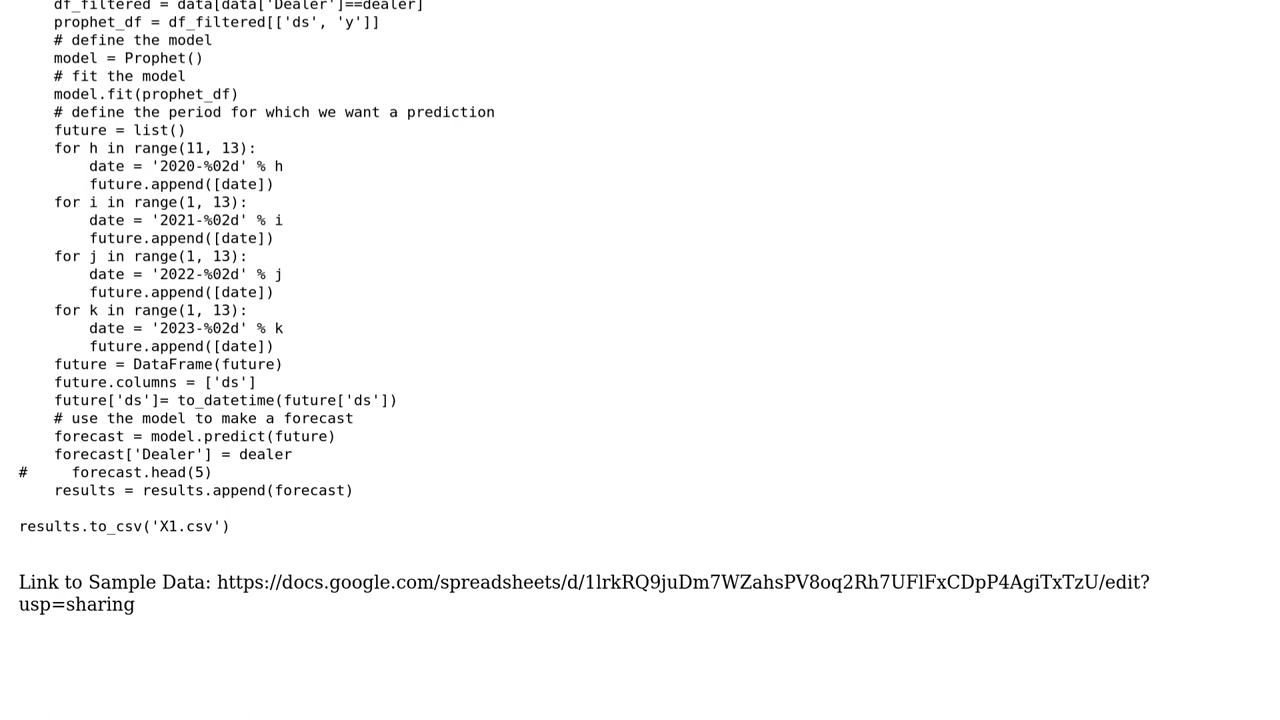 df_filtered = data[data['Dealer']==dealer]
    prophet_df = df_filtered[['ds', 'y']]
    # define the model
    model = Prophet()
    # fit the model
    model.fit(prophet_df)
    # define the period for which we want a prediction
    future = list()
    for h in range(11, 13):
        date = '2020-%02d' % h
        future.append([date])
    for i in range(1, 13):
        date = '2021-%02d' % i
        future.append([date])
    for j in range(1, 13):
        date = '2022-%02d' % j
        future.append([date])
    for k in range(1, 13):
        date = '2023-%02d' % k
        future.append([date])
    future = DataFrame(future)
    future.columns = ['ds']
    future['ds']= to_datetime(future['ds'])
    # use the model to make a forecast
    forecast = model.predict(future)
    forecast['Dealer'] = dealer
#     forecast.head(5)
    results = results.append(forecast)

results.to_csv('X1.csv')

Link to Sample Data: https://docs.google.com/spreadsheets/d/1lrkRQ9juDm7WZahsPV8oq2Rh7UFlFxCDpP4AgiTxTzU/edit?
usp=sharing